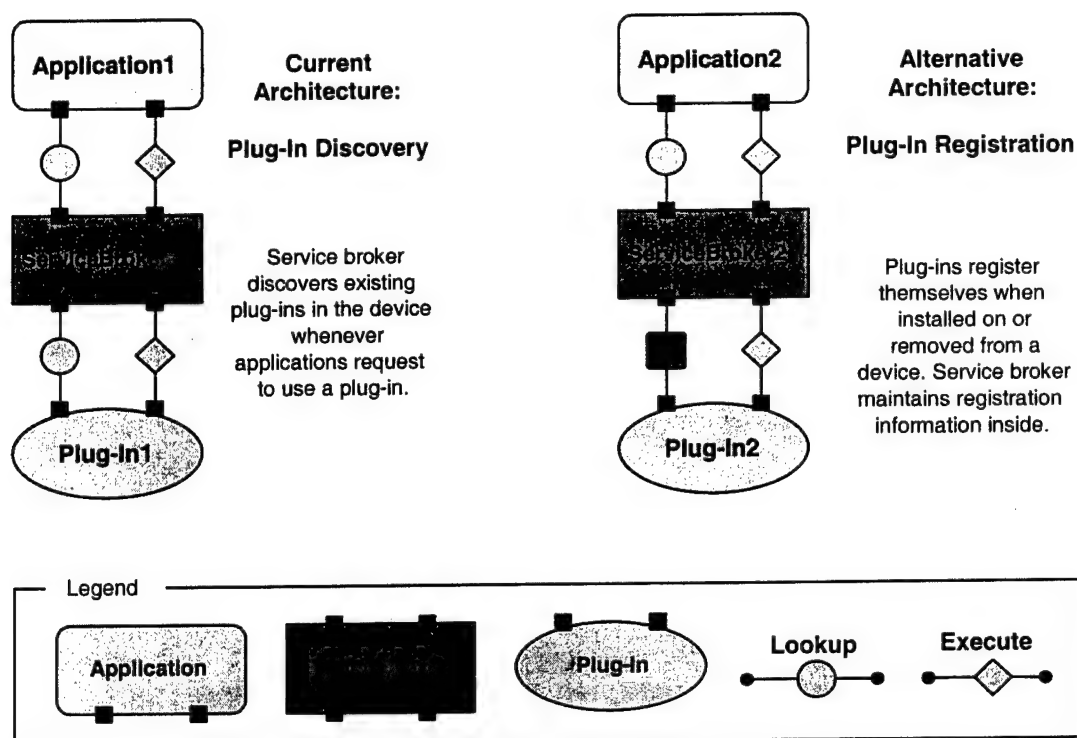 Application1
Current
Architecture:
Plug-In Discovery
ServiceBroker
Service broker
discovers existing
plug-ins in the device
whenever
applications request
to use a plug-in.
Plug-In1
Application2
Alternative
Architecture:
Plug-In Registration
ServiceBroker2
Plug-ins register
themselves when
installed on or
removed from a
device. Service broker
maintains registration
information inside.
Plug-In2
Legend
Application
Plug-In
Lookup
Execute